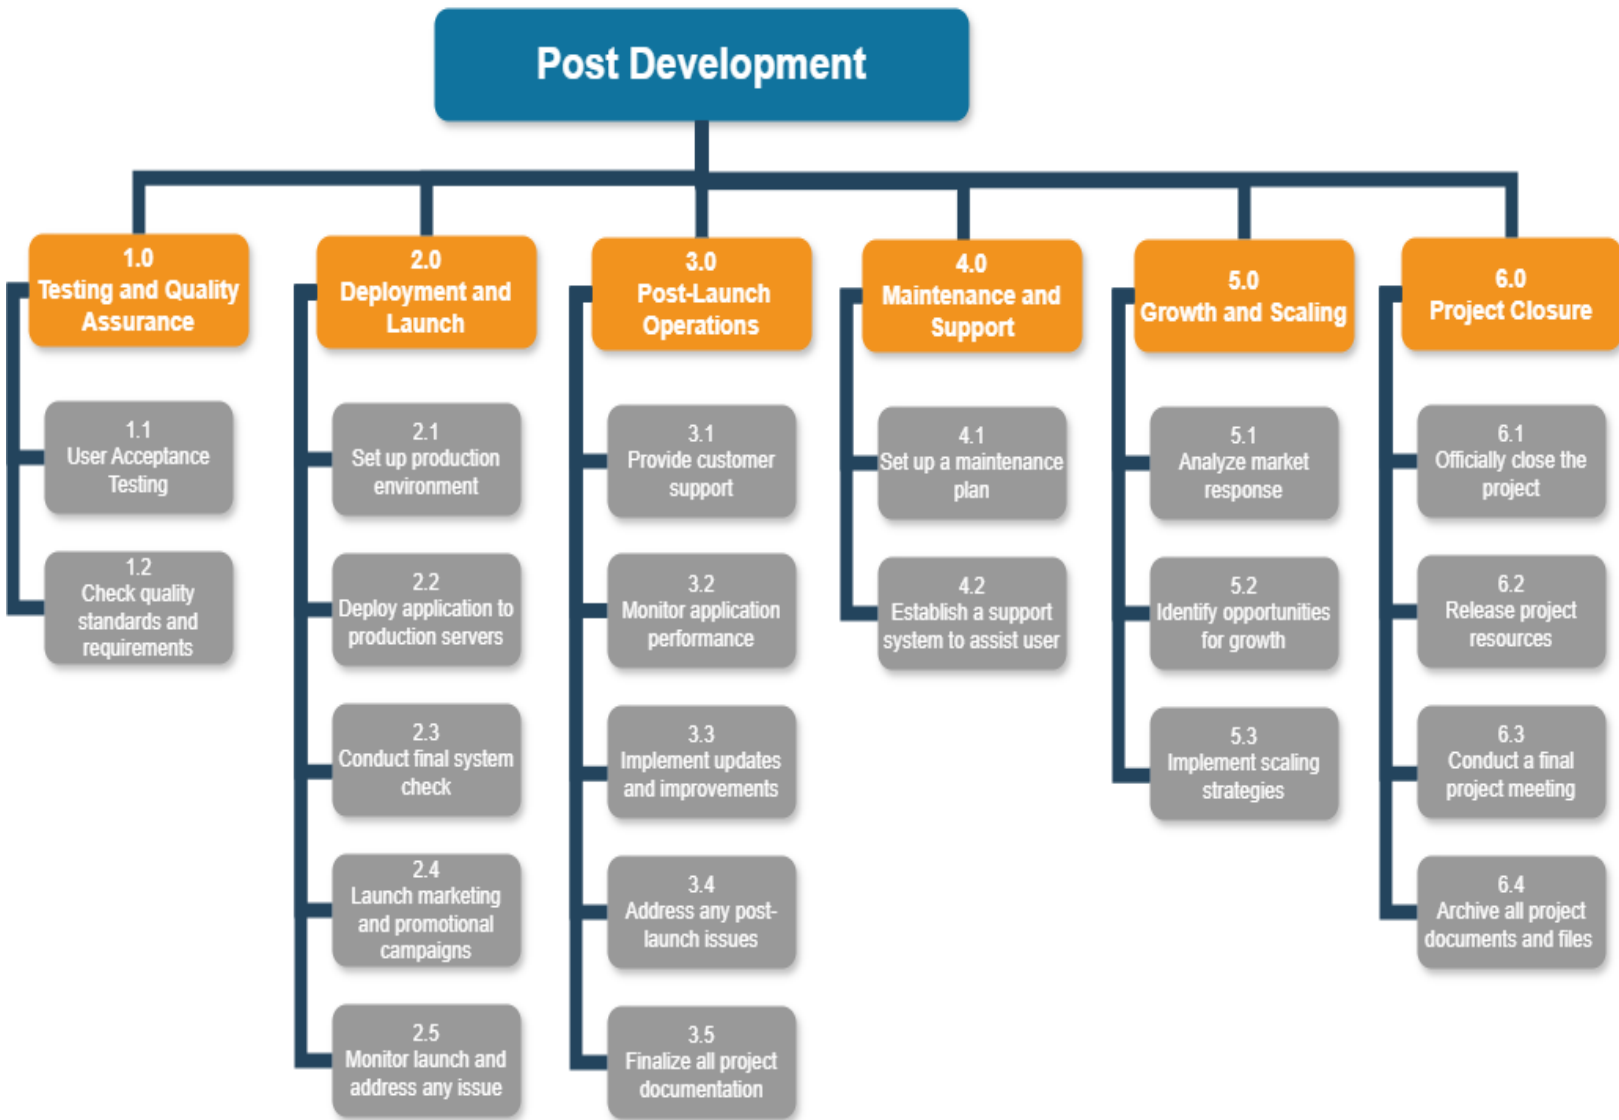 Post Development
1.0
Testing and Quality
Assurance
1.1
User Acceptance
Testing
1.2
Check quality
standards and
requirements
2.0
Deployment and
Launch
2.1
Set up production
environment
2.2
Deploy application to
production servers
2.3
Conduct final system
check
2.4
Launch marketing
and promotional
campaigns
2.5
Monitor launch and
address any issue
3.0
Post-Launch
Operations
3.1
Provide customer
support
3.2
Monitor application
performance
3.3
Implement updates
and improvements
3.4
Address any post-
launch issues
3.5
Finalize all project
documentation
4.0
Maintenance and
Support
4.1
Set up a maintenance
plan
4.2
Establish a support
system to assist user
5.0
Growth and Scaling
5.1
Analyze market
response
5.2
Identify opportunities
for growth
5.3
Implement scaling
strategies
6.0
Project Closure
6.1
Officially close the
project
6.2
Release project
resources
6.3
Conduct a final
project meeting
6.4
Archive all project
documents and files